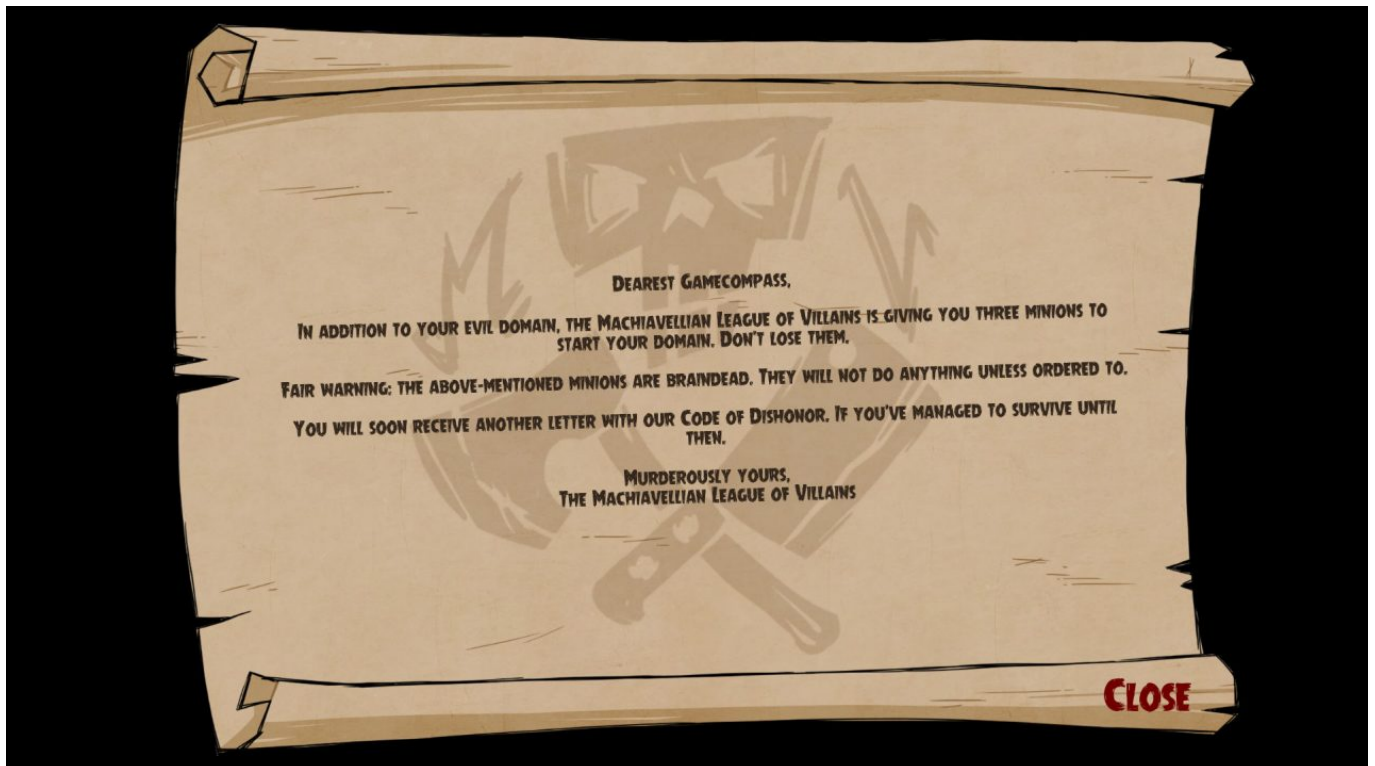 Dearest Gamecompass,
In addition to your evil domain, the Machiavellian League of Villains is giving you three minions to
start your domain. Don't lose them.
Fair warning: the above-mentioned minions are braindead. They will not do anything unless ordered to.
You will soon receive another letter with our Code of Dishonor. If you've managed to survive until
then.
Murderously yours,
The Machiavellian League of Villains
Close